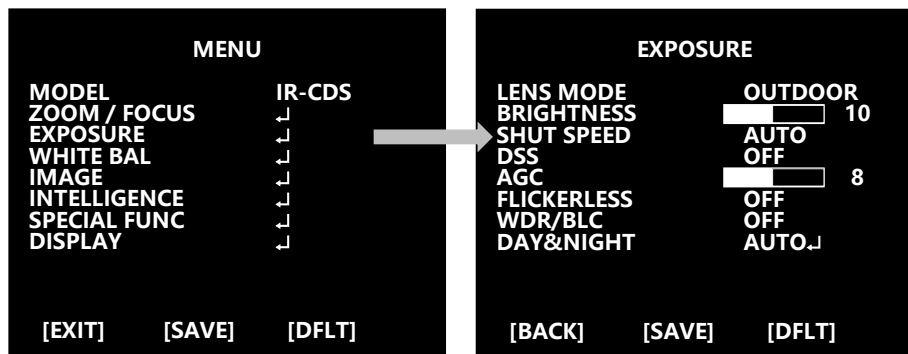 MENU
MODEL IR-CDS
ZOOM / FOCUS ↵
EXPOSURE ↵
WHITE BAL ↵
IMAGE ↵
INTELLIGENCE ↵
SPECIAL FUNC ↵
DISPLAY ↵
[EXIT] [SAVE] [DFLT]
EXPOSURE
LENS MODE OUTDOOR
BRIGHTNESS 10
SHUT SPEED AUTO
DSS OFF
AGC 8
FLICKERLESS OFF
WDR/BLC OFF
DAY&NIGHT AUTO↵
[BACK] [SAVE] [DFLT]